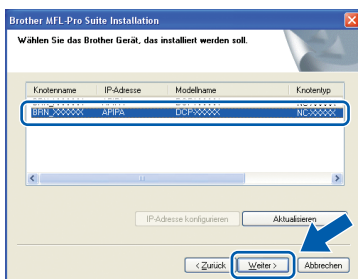 Brother MFL-Pro Suite Installation
Wählen Sie das Brother Gerät, das installiert werden soll.
Knotenname IP-Adresse Modellname Knotentyp
BRN_XXXXXX APIPA DCP-XXXXX NC-XXXXX
IP-Adresse konfigurieren Aktualisieren
< Zurück Weiter > Abbrechen